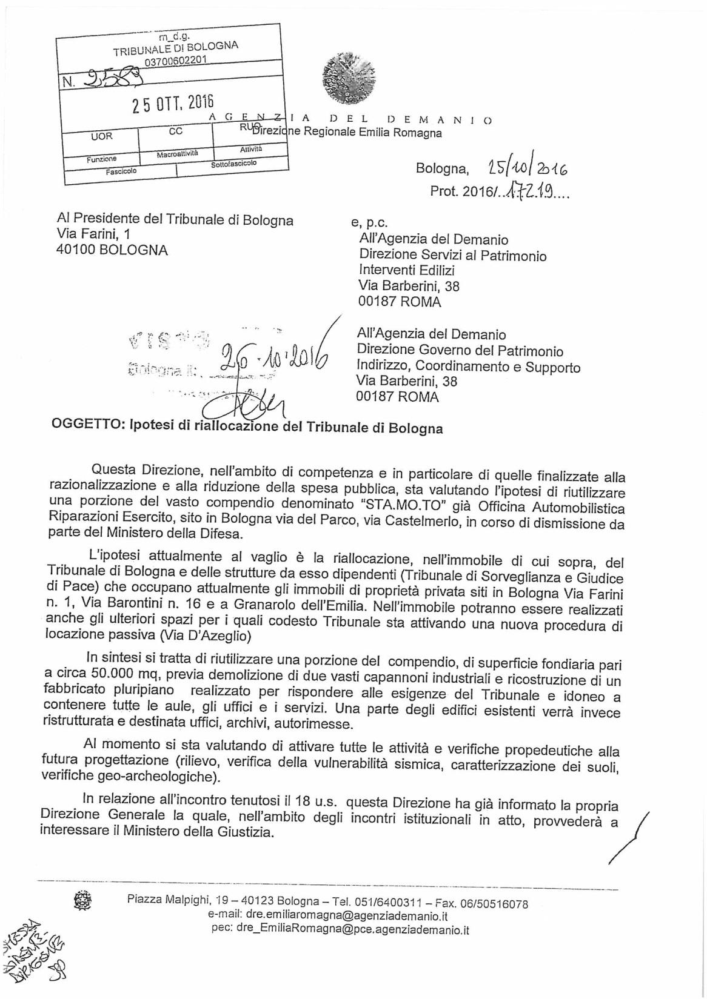 m_d.g.
TRIBUNALE DI BOLOGNA
03700602201
N. 2589
25 OTT. 2016
UOR CC RUO
Funzione Macroattività Attività
Fascicolo Sottofascicolo
AGENZIA DEL DEMANIO
Direzione Regionale Emilia Romagna
Bologna, 25/10/2016
Prot. 2016/..17219....
Al Presidente del Tribunale di Bologna
Via Farini, 1
40100 BOLOGNA
e, p.c.
All'Agenzia del Demanio
Direzione Servizi al Patrimonio
Interventi Edilizi
Via Barberini, 38
00187 ROMA
All'Agenzia del Demanio
Direzione Governo del Patrimonio
Indirizzo, Coordinamento e Supporto
Via Barberini, 38
00187 ROMA
Bologna li: 26.10.2016
OGGETTO: Ipotesi di riallocazione del Tribunale di Bologna
Questa Direzione, nell'ambito di competenza e in particolare di quelle finalizzate alla
razionalizzazione e alla riduzione della spesa pubblica, sta valutando l'ipotesi di riutilizzare
una porzione del vasto compendio denominato “STA.MO.TO” già Officina Automobilistica
Riparazioni Esercito, sito in Bologna via del Parco, via Castelmerlo, in corso di dismissione da
parte del Ministero della Difesa.
L'ipotesi attualmente al vaglio è la riallocazione, nell'immobile di cui sopra, del
Tribunale di Bologna e delle strutture da esso dipendenti (Tribunale di Sorveglianza e Giudice
di Pace) che occupano attualmente gli immobili di proprietà privata siti in Bologna Via Farini
n. 1, Via Barontini n. 16 e a Granarolo dell'Emilia. Nell'immobile potranno essere realizzati
anche gli ulteriori spazi per i quali codesto Tribunale sta attivando una nuova procedura di
locazione passiva (Via D'Azeglio)
In sintesi si tratta di riutilizzare una porzione del compendio, di superficie fondiaria pari
a circa 50.000 mq, previa demolizione di due vasti capannoni industriali e ricostruzione di un
fabbricato pluripiano realizzato per rispondere alle esigenze del Tribunale e idoneo a
contenere tutte le aule, gli uffici e i servizi. Una parte degli edifici esistenti verrà invece
ristrutturata e destinata uffici, archivi, autorimesse.
Al momento si sta valutando di attivare tutte le attività e verifiche propedeutiche alla
futura progettazione (rilievo, verifica della vulnerabilità sismica, caratterizzazione dei suoli,
verifiche geo-archeologiche).
In relazione all'incontro tenutosi il 18 u.s. questa Direzione ha già informato la propria
Direzione Generale la quale, nell'ambito degli incontri istituzionali in atto, provvederà a
interessare il Ministero della Giustizia.
Piazza Malpighi, 19 – 40123 Bologna – Tel. 051/6400311 – Fax. 06/50516078
e-mail: dre.emiliaromagna@agenziademanio.it
pec: dre_EmiliaRomagna@pce.agenziademanio.it